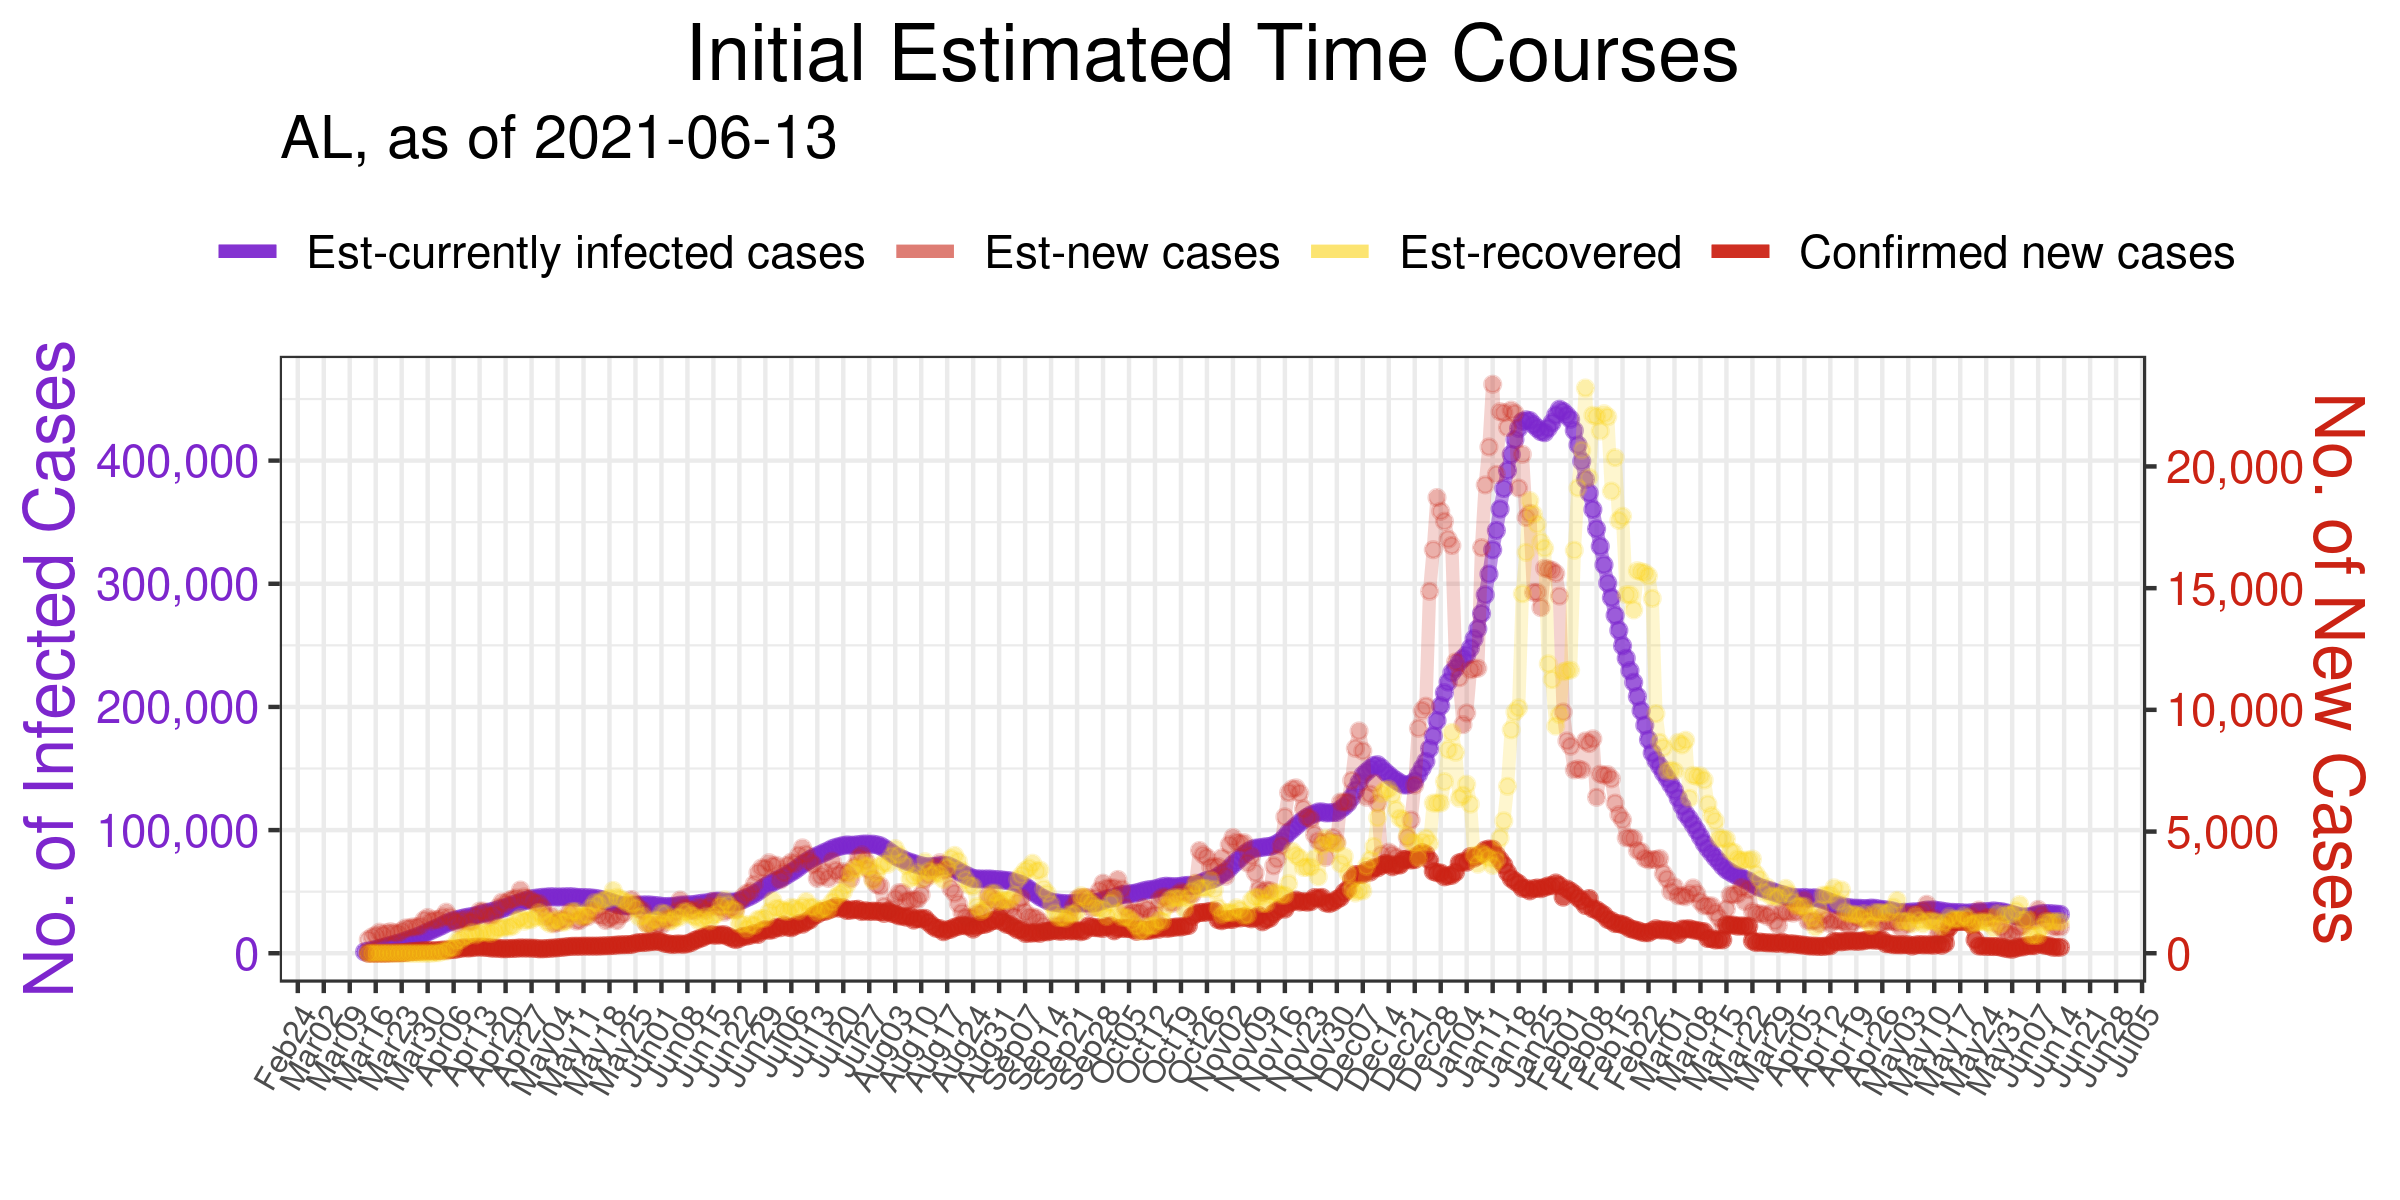 Initial Estimated Time Courses
AL, as of 2021-06-13
Est-currently infected cases
Est-new cases
Est-recovered
Confirmed new cases
No. of Infected Cases
400,000
300,000
200,000
100,000
0
20,000
15,000
10,000
5,000
0
No. of New Cases
Feb24
Mar02
Mar09
Mar16
Mar23
Mar30
Apr06
Apr13
Apr20
Apr27
May04
May11
May18
May25
Jun01
Jun08
Jun15
Jun22
Jun29
Jul06
Jul13
Jul20
Jul27
Aug03
Aug10
Aug17
Aug24
Aug31
Sep07
Sep14
Sep21
Sep28
Oct05
Oct12
Oct19
Oct26
Nov02
Nov09
Nov16
Nov23
Nov30
Dec07
Dec14
Dec21
Dec28
Jan04
Jan11
Jan18
Jan25
Feb01
Feb08
Feb15
Feb22
Mar01
Mar08
Mar15
Mar22
Mar29
Apr05
Apr12
Apr19
Apr26
May03
May10
May17
May24
May31
Jun07
Jun14
Jun21
Jun28
Jul05